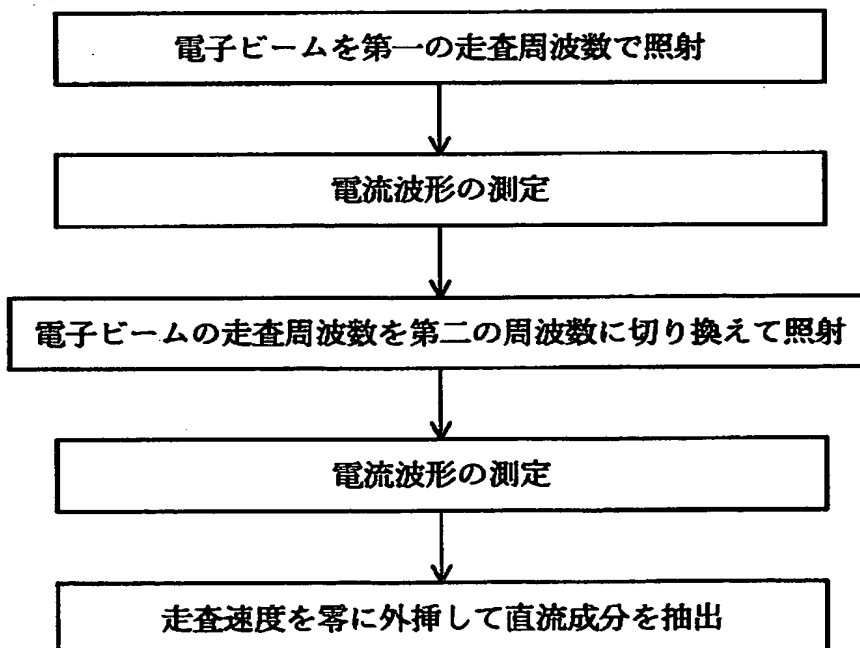 電子ビームを第一の走査周波数で照射
電流波形の測定
電子ビームの走査周波数を第二の周波数に切り換えて照射
電流波形の測定
走査速度を零に外挿して直流成分を抽出